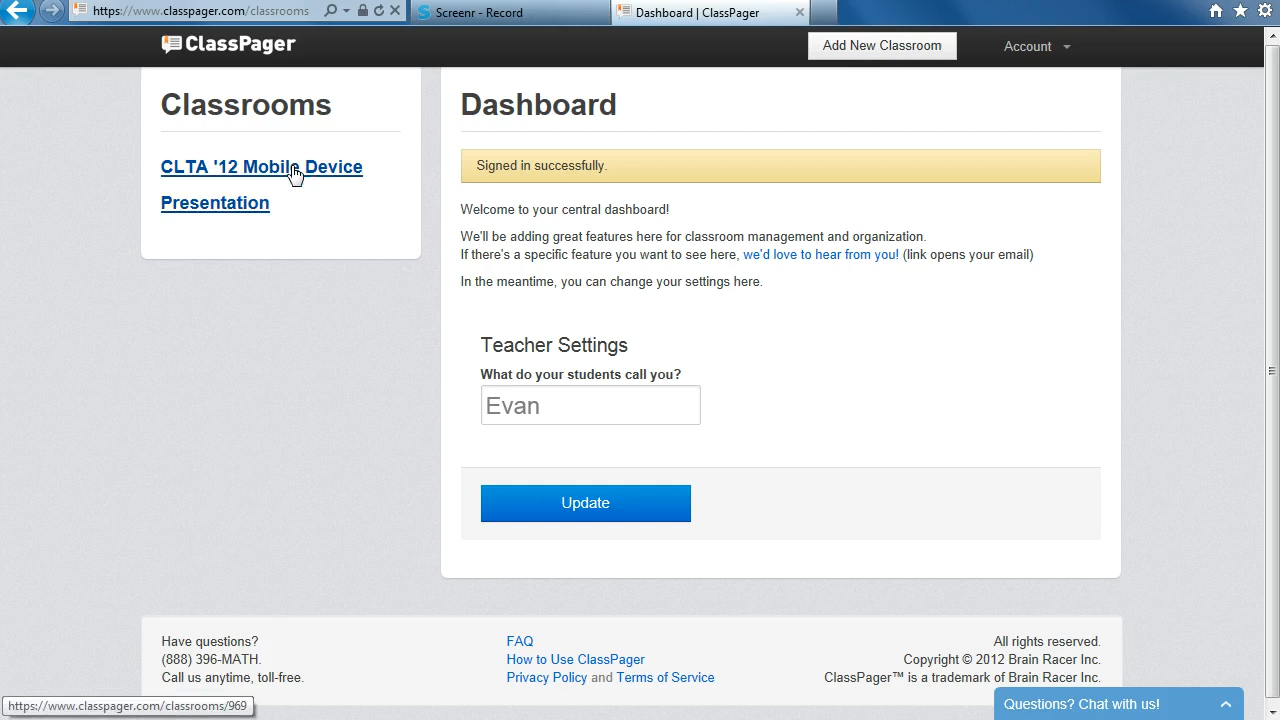 https://www.classpager.com/classrooms
Screenr - Record
Dashboard | ClassPager
ClassPager
Add New Classroom
Account
Classrooms
CLTA '12 Mobile Device
Presentation
Dashboard
Signed in successfully.
Welcome to your central dashboard!
We'll be adding great features here for classroom management and organization.
If there's a specific feature you want to see here, we'd love to hear from you! (link opens your email)
In the meantime, you can change your settings here.
Teacher Settings
What do your students call you?
Evan
Update
Have questions?
(888) 396-MATH.
Call us anytime, toll-free.
FAQ
How to Use ClassPager
Privacy Policy and Terms of Service
All rights reserved.
Copyright © 2012 Brain Racer Inc.
ClassPager™ is a trademark of Brain Racer Inc.
https://www.classpager.com/classrooms/969
Questions? Chat with us!